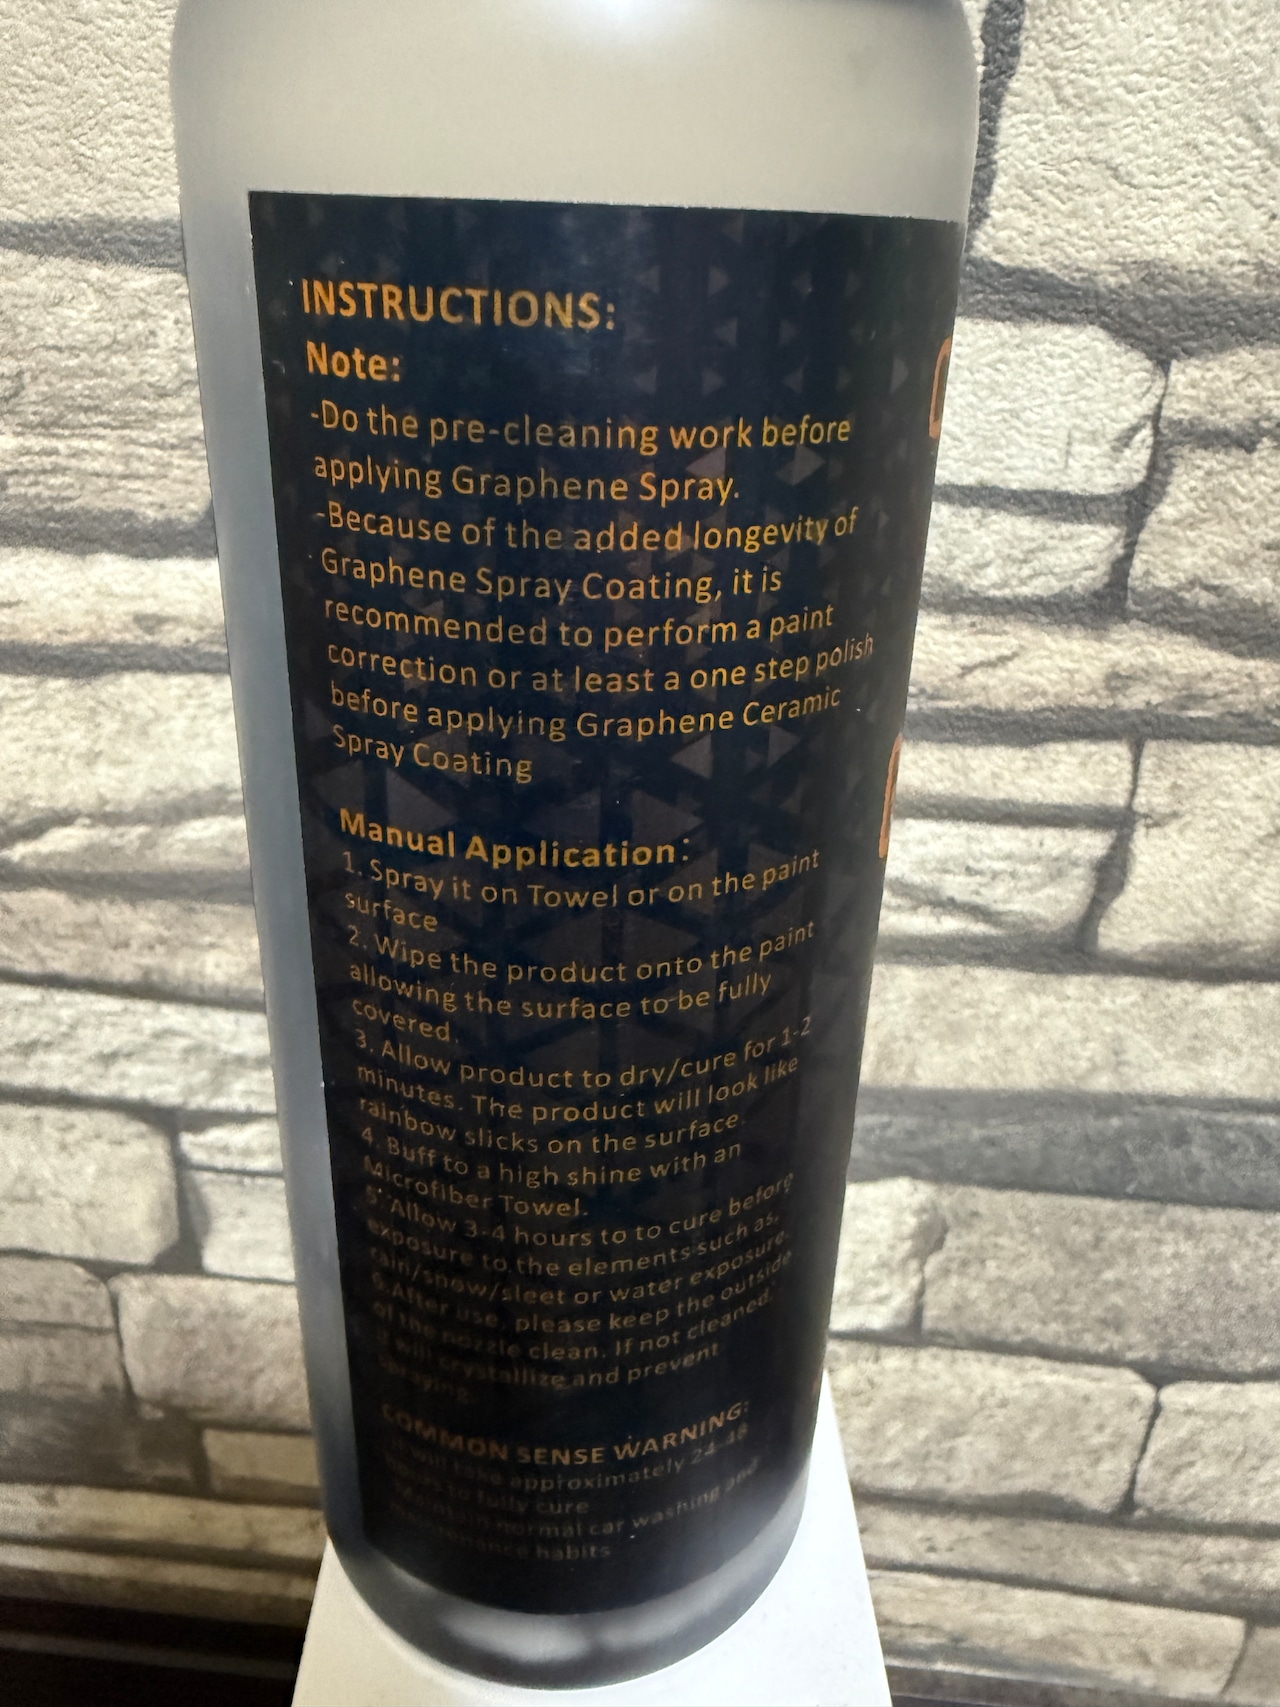 INSTRUCTIONS:
Note:
-Do the pre-cleaning work before
applying Graphene Spray.
-Because of the added longevity of
Graphene Spray Coating, it is
recommended to perform a paint
correction or at least a one step polish
before applying Graphene Ceramic
Spray Coating
Manual Application:
1. Spray it on Towel or on the paint
surface
2. Wipe the product onto the paint
allowing the surface to be fully
covered.
3. Allow product to dry/cure for 1-2
minutes. The product will look like
rainbow slicks on the surface.
4. Buff to a high shine with an
Microfiber Towel.
5. Allow 3-4 hours to to cure before
exposure to the elements such as,
rain/snow/sleet or water exposure.
6.After use, please keep the outside
of the nozzle clean. If not cleaned,
it will crystallize and prevent
spraying.
COMMON SENSE WARNING:
will take approximately 24-48
to fully cure
normal car washing and
habits